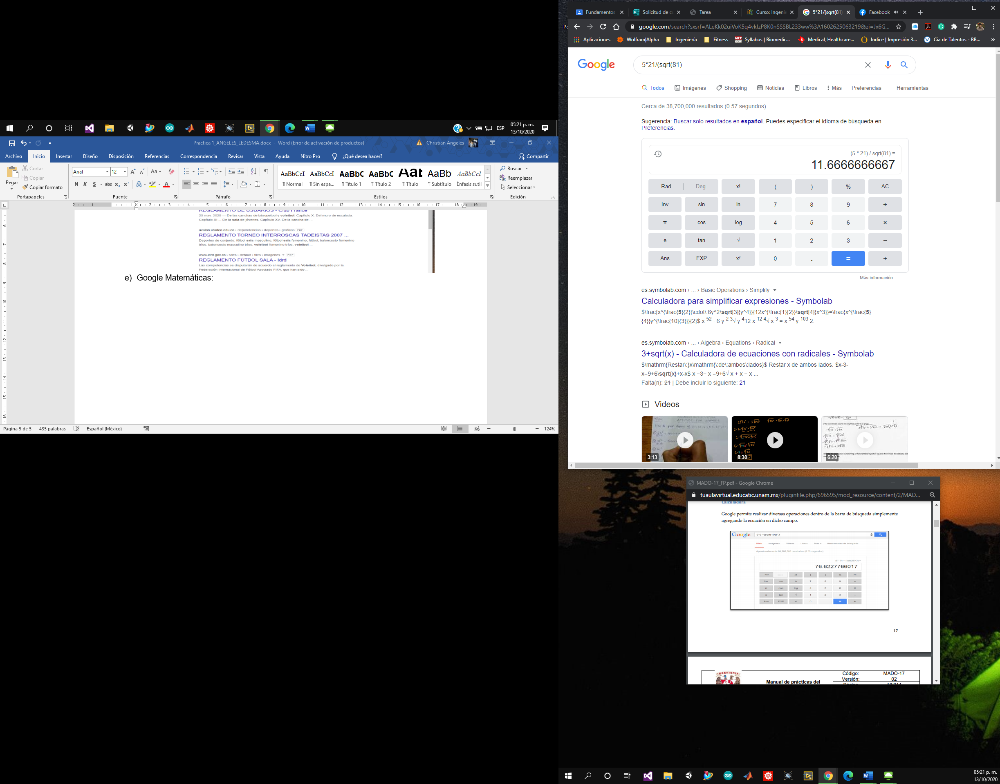 05:21 p. m.
ESP
13/10/2020
Practica 1_ANGELES_LEDESMA.docx - Word (Error de activación de productos)
Christian Angeles
Archivo Inicio Insertar Diseño Disposición Referencias Correspondencia Revisar Vista Ayuda Nitro Pro ¿Qué desea hacer? Compartir
Pegar
Cortar
Copiar
Copiar formato
Portapapeles
Arial 12
N K S abc x₂ x²
Fuente
Párrafo
AaBbCcI AaBbCcI AaBbC AaBbC AaB AaBb AaBbCcL
¶ Normal ¶ Sin espa... ¶ Título 1 ¶ Título 2 ¶ Título ¶ Subtítulo Énfasis sutil
Estilos
Buscar
Reemplazar
Seleccionar
Edición
REGLAMENTO DE USUARIOS - Club France
25 may. 2020 — De las canchas de básquetbol y voleibol. Capítulo X. Del muro de escalada.
Capítulo XI ... De la sala de jóvenes. Capítulo XV. De la cancha de ...
avalon.utadeo.edu.co › dependencias › deportes › graficas PDF
REGLAMENTO TORNEO INTERROSCAS TADEISTAS 2007 ...
Deportes de conjunto: fútbol sala masculino, fútbol sala femenino, fútbol, baloncesto femenino
tríos, baloncesto masculino tríos, voleibol femenino tríos, voleibol ...
www.idrd.gov.co › sites › default › files › imagenes PDF
REGLAMENTO FÚTBOL SALA - Idrd
Las competencias se disputarán de acuerdo al reglamento de Voleibol, divulgado por la
Federación Internacional de Fútbol Asociado FIFA, que han sido ...
e) Google Matemáticas:
Página 5 de 5 435 palabras Español (México) 124%
Fundamentos Solicitud de c Tarea Curso: Ingeni 5*21/(sqrt(81) Facebook
google.com/search?sxsrf=ALeKk02uiVoK5q4vkIzP8K0nSSSBL233ww%3A1602625063219&ei=Jx6G...
Aplicaciones Wolfram|Alpha Ingeniería Fitness Syllabus | Biomedic... Medical, Healthcare... Indice | Impresión 3... Cia de Talentos - BB... »
Google
5*21/(sqrt(81)
Todos Imágenes Shopping Noticias Libros Más Preferencias Herramientas
Cerca de 38,700,000 resultados (0.57 segundos)
Sugerencia: Buscar solo resultados en español. Puedes especificar el idioma de búsqueda en
Preferencias.
(5 * 21) / sqrt(81) =
11.6666666667
Rad | Deg x! ( ) % AC
Inv sin ln 7 8 9 ÷
π cos log 4 5 6 ×
e tan √ 1 2 3 −
Ans EXP xʸ 0 . = +
Más información
es.symbolab.com › ... › Basic Operations › Simplify
Calculadora para simplificar expresiones - Symbolab
$\frac{x^{\frac{5}{2}}\cdot\:6y^2\sqrt[3]{y^4}}{12x^{\frac{1}{2}}\sqrt[4]{x^3}}=\frac{x^{\frac{5}
{4}}y^{\frac{10}{3}}}{2}$ x 52 · 6 y 2 3√ y 412 x 12 4√ x 3 = x 54 y 103 2.
es.symbolab.com › ... › Algebra › Equations › Radical
3+sqrt(x) - Calculadora de ecuaciones con radicales - Symbolab
$\mathrm{Restar\:}x\mathrm{\:de\:ambos\:lados}$ Restar x de ambos lados. $x-3-
x=9+6\sqrt{x}+x-x$ x −3− x =9+6√ x + x − x ...
Falta(n): 21 | Debe incluir lo siguiente: 21
Videos
3:13
8:30
6:20
MADO-17_FP.pdf - Google Chrome
tuaulavirtual.educatic.unam.mx/pluginfile.php/696595/mod_resource/content/2/MAD...
Calculadora
Google permite realizar diversas operaciones dentro de la barra de búsqueda simplemente
agregando la ecuación en dicho campo.
Google 5*9 +(sqrt(10))^3
Web Imágenes Vídeos Libros Más Herramientas de búsqueda
76.6227766017
Inv sin ln 7 8 9 ÷
π cos log 4 5 6 ×
e tan √ 1 2 3 -
Ans EXP 0 . = +
17
INGENIERIA
Manual de prácticas del
Código: MADO-17
Versión: 02
Página 18/214
05:21 p. m.
13/10/2020